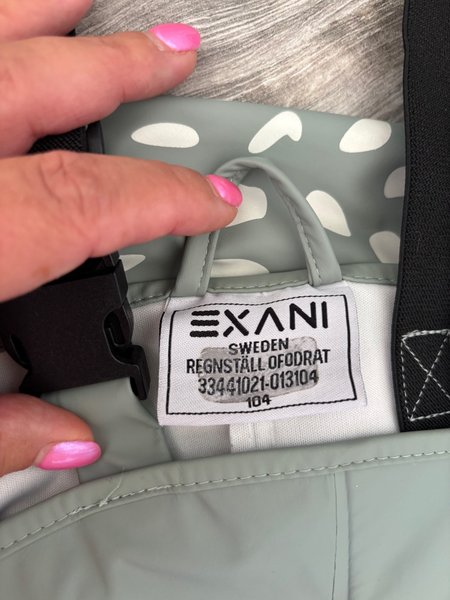 EXANI
SWEDEN
REGNSTÄLL OFODRAT
33441021-013104
104